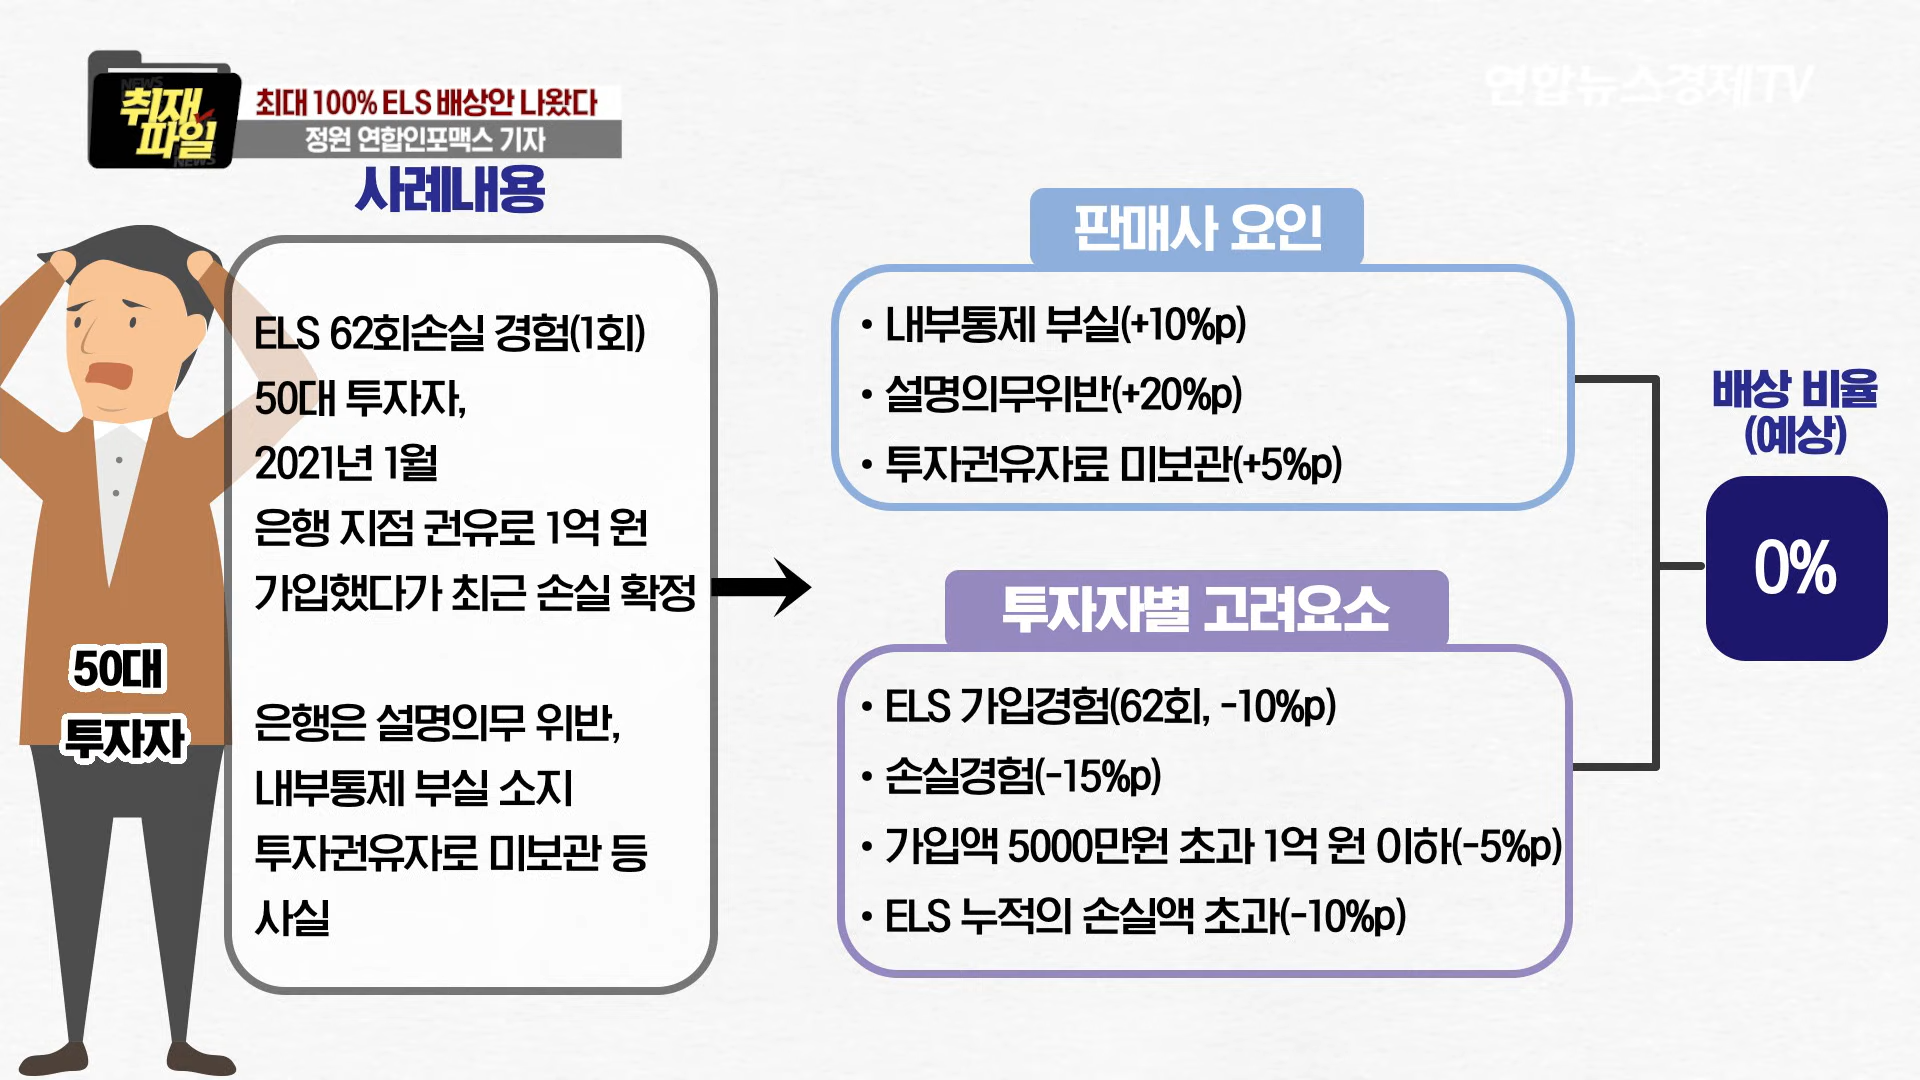 취재
파일
최대 100% ELS 배상안 나왔다
정원 연합인포맥스 기자
연합뉴스경제TV
사례내용
ELS 62회손실 경험(1회)
50대 투자자,
2021년 1월
은행 지점 권유로 1억 원
가입했다가 최근 손실 확정
은행은 설명의무 위반,
내부통제 부실 소지
투자권유자로 미보관 등
사실
50대
투자자
판매사 요인
• 내부통제 부실(+10%p)
• 설명의무위반(+20%p)
• 투자권유자료 미보관(+5%p)
투자자별 고려요소
• ELS 가입경험(62회, -10%p)
• 손실경험(-15%p)
• 가입액 5000만원 초과 1억 원 이하(-5%p)
• ELS 누적의 손실액 초과(-10%p)
배상 비율
(예상)
0%
NEWS
NEWS